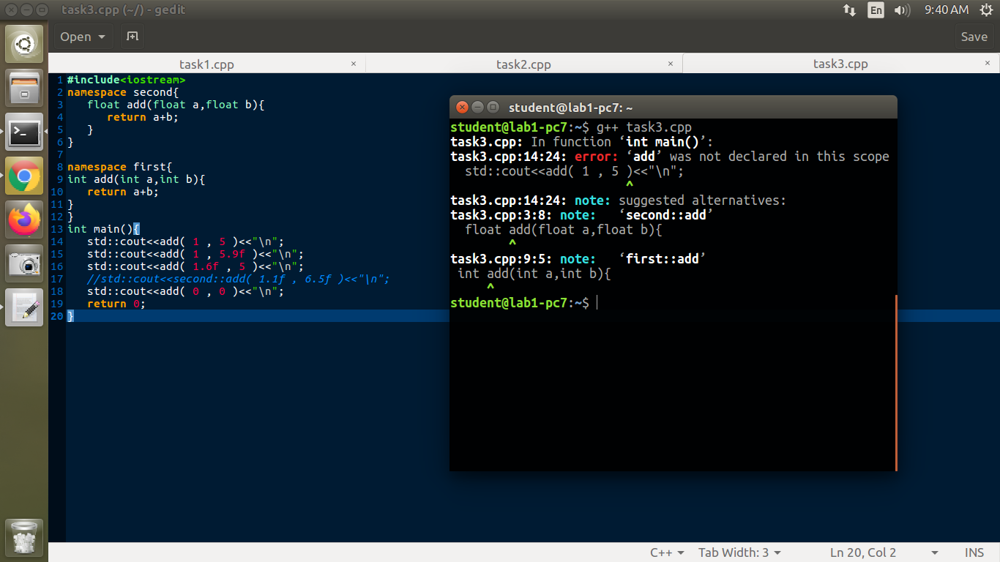 task3.cpp (~/) - gedit
En
9:40 AM
Open
Save
task1.cpp ×
task2.cpp ×
task3.cpp ×
1 #include<iostream>
2 namespace second{
3 float add(float a,float b){
4 return a+b;
5 }
6 }
7
8 namespace first{
9 int add(int a,int b){
10 return a+b;
11 }
12 }
13 int main(){
14 std::cout<<add( 1 , 5 )<<"\n";
15 std::cout<<add( 1 , 5.9f )<<"\n";
16 std::cout<<add( 1.6f , 5 )<<"\n";
17 //std::cout<<second::add( 1.1f , 6.5f )<<"\n";
18 std::cout<<add( 0 , 0 )<<"\n";
19 return 0;
20 }
student@lab1-pc7: ~
student@lab1-pc7:~$ g++ task3.cpp
task3.cpp: In function ‘int main()’:
task3.cpp:14:24: error: ‘add’ was not declared in this scope
std::cout<<add( 1 , 5 )<<"\n";
^
task3.cpp:14:24: note: suggested alternatives:
task3.cpp:3:8: note: ‘second::add’
float add(float a,float b){
^
task3.cpp:9:5: note: ‘first::add’
int add(int a,int b){
^
student@lab1-pc7:~$
C++ Tab Width: 3 Ln 20, Col 2 INS